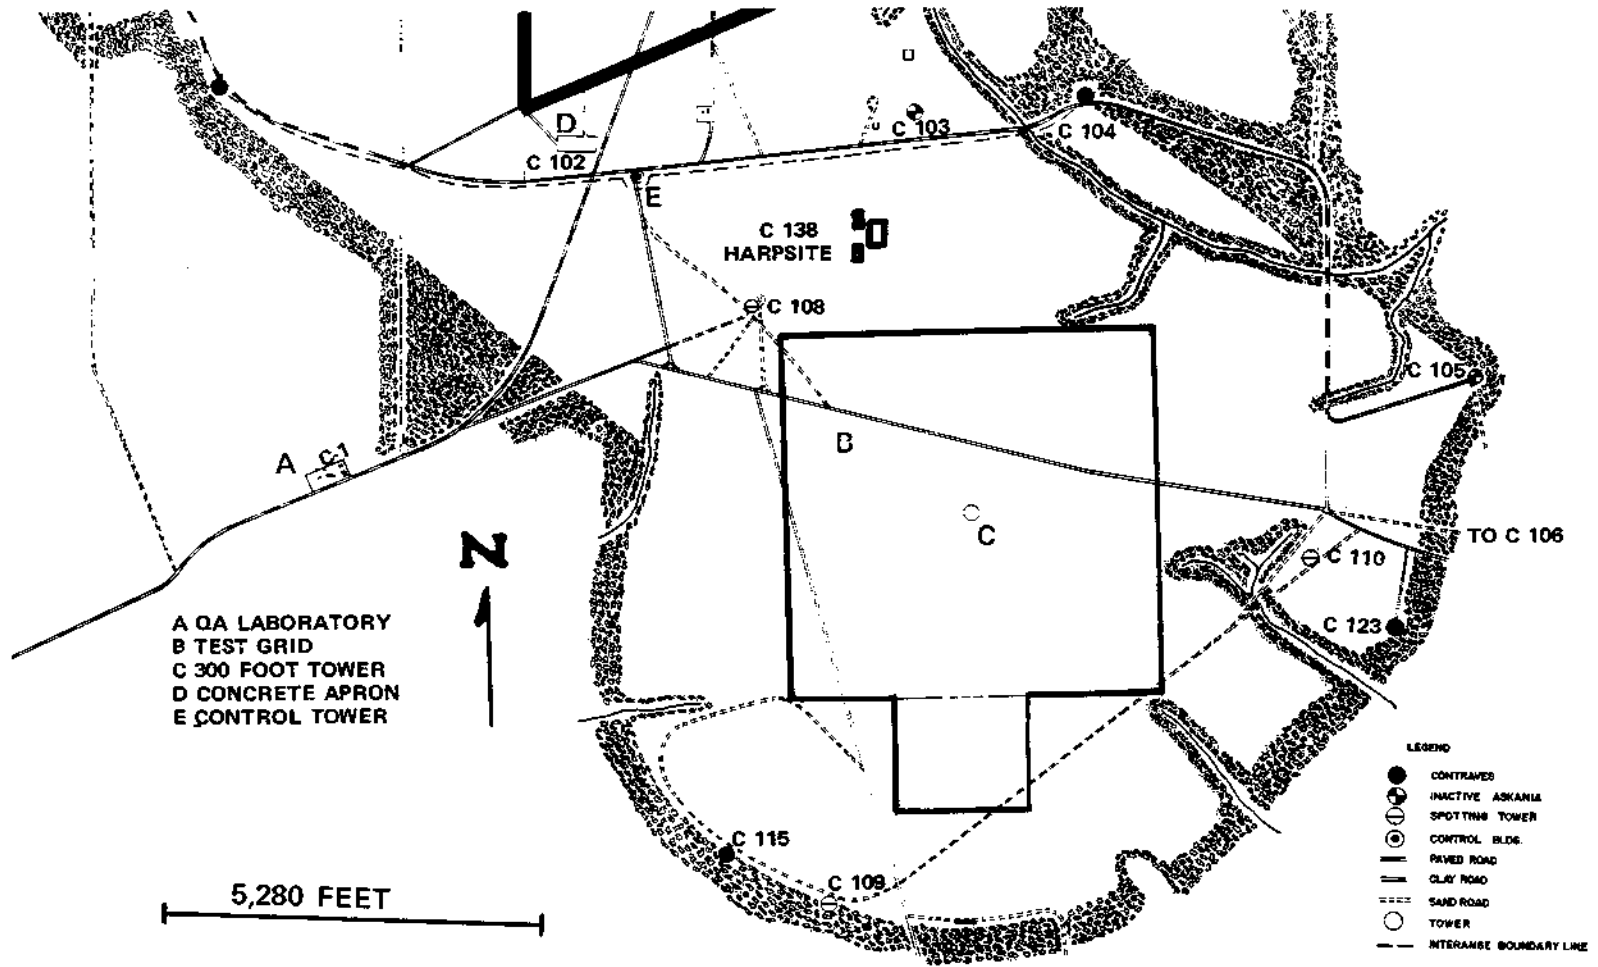 D
C 102
C 103
C 104
E
C 138
HARPSITE
C 108
C 105
B
A
C-1
C
N
TO C 106
C 110
C 123
A QA LABORATORY
B TEST GRID
C 300 FOOT TOWER
D CONCRETE APRON
E CONTROL TOWER
C 115
C 109
5,280 FEET
LEGEND
CONTRAVES
INACTIVE ASKANIA
SPOTTING TOWER
CONTROL BLDG.
PAVED ROAD
CLAY ROAD
SAND ROAD
TOWER
INTERANGE BOUNDARY LINE